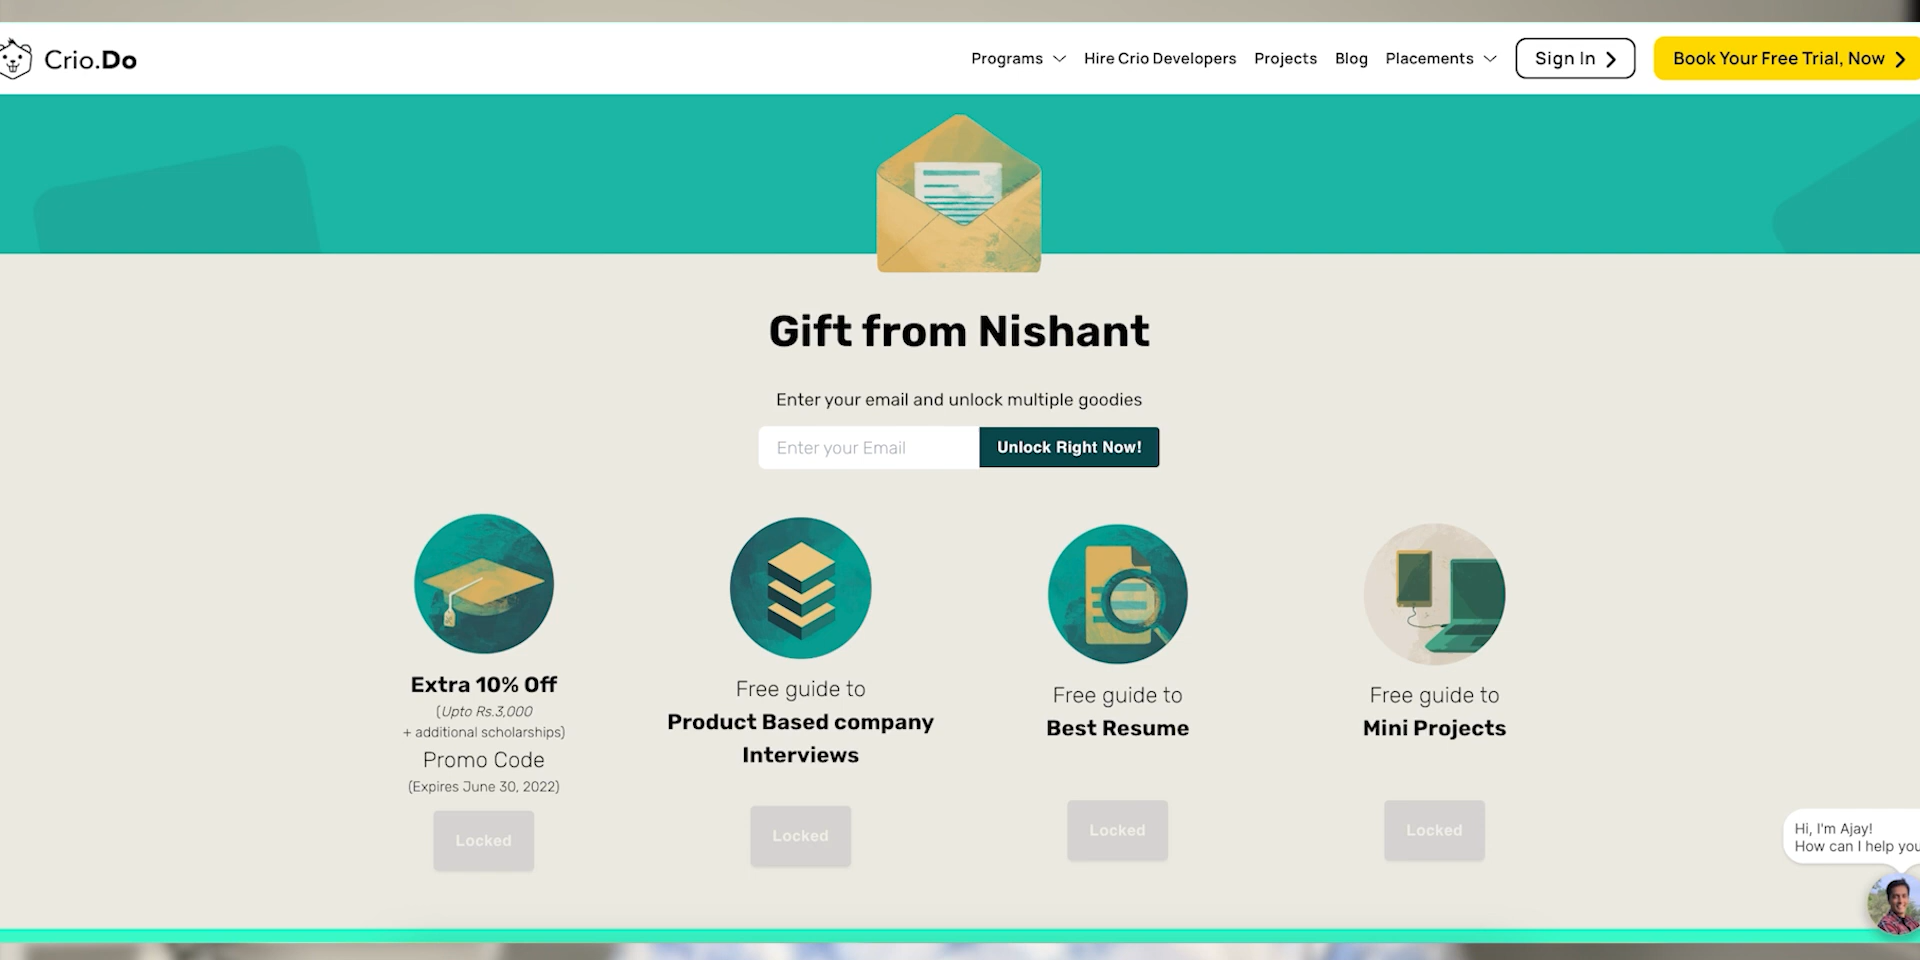 Crio.Do
Programs
Hire Crio Developers
Projects
Blog
Placements
Sign In
Book Your Free Trial, Now
Gift from Nishant
Enter your email and unlock multiple goodies
Enter your Email
Unlock Right Now!
Extra 10% Off
(Upto Rs.3,000
+ additional scholarships)
Promo Code
(Expires June 30, 2022)
Locked
Free guide to
Product Based company
Interviews
Locked
Free guide to
Best Resume
Locked
Free guide to
Mini Projects
Locked
Hi, I'm Ajay!
How can I help you